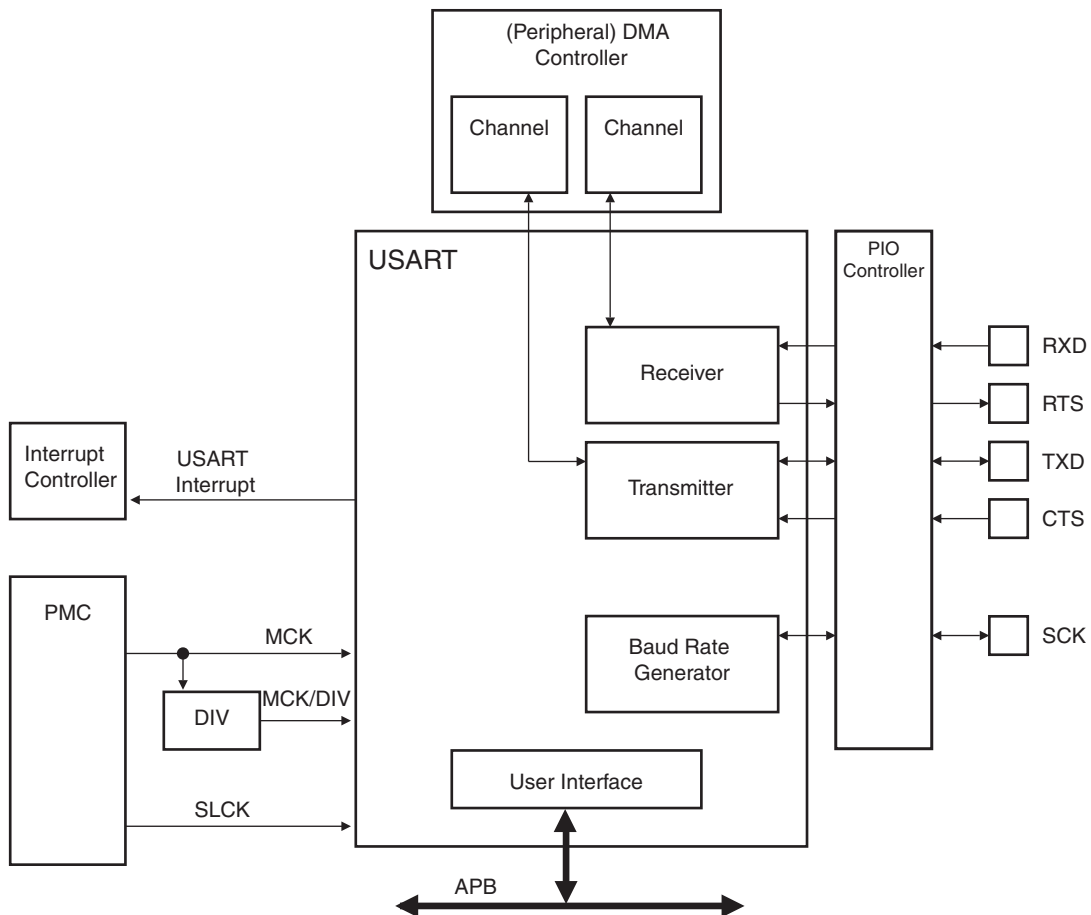 (Peripheral) DMA
Controller
Channel
Channel
USART
PIO
Controller
Receiver
RXD
RTS
Interrupt
Controller
USART
Interrupt
Transmitter
TXD
CTS
PMC
MCK
Baud Rate
Generator
SCK
DIV
MCK/DIV
User Interface
SLCK
APB